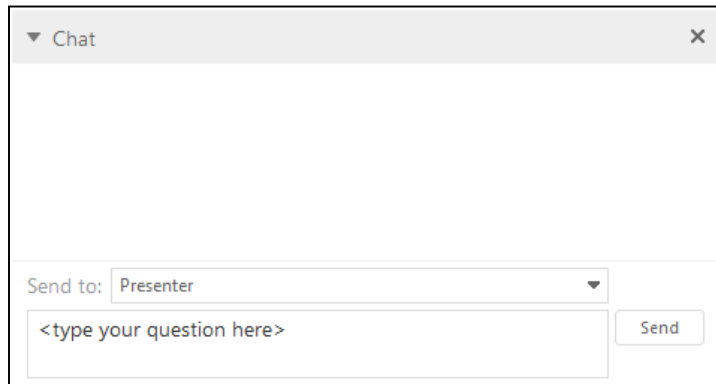 Chat
Send to: Presenter
<type your question here>
Send